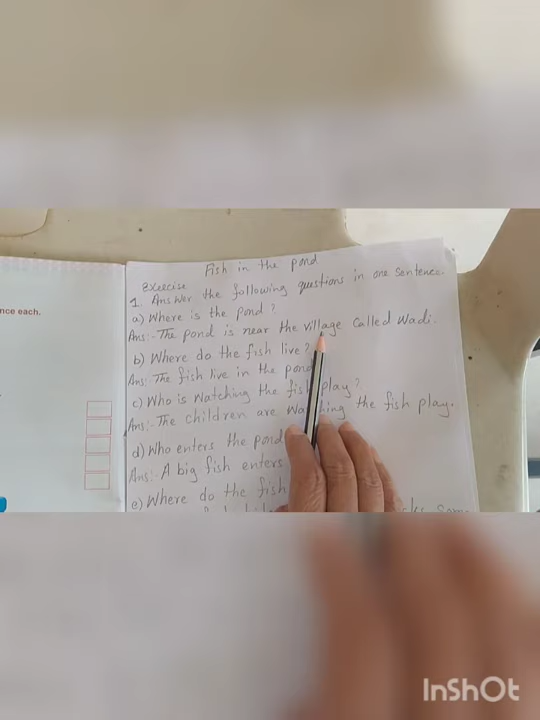 Fish in the pond
Exercise
1. Answer the following questions in one sentence.
a) Where is the pond?
Ans:- The pond is near the village called Wadi.
b) Where do the fish live?
Ans:- The fish live in the pond
c) Who is watching the fish play?
Ans:- The children are watching the fish play.
d) Who enters the pond
Ans:- A big fish enters
e) Where do the fish
nce each.
InShOt